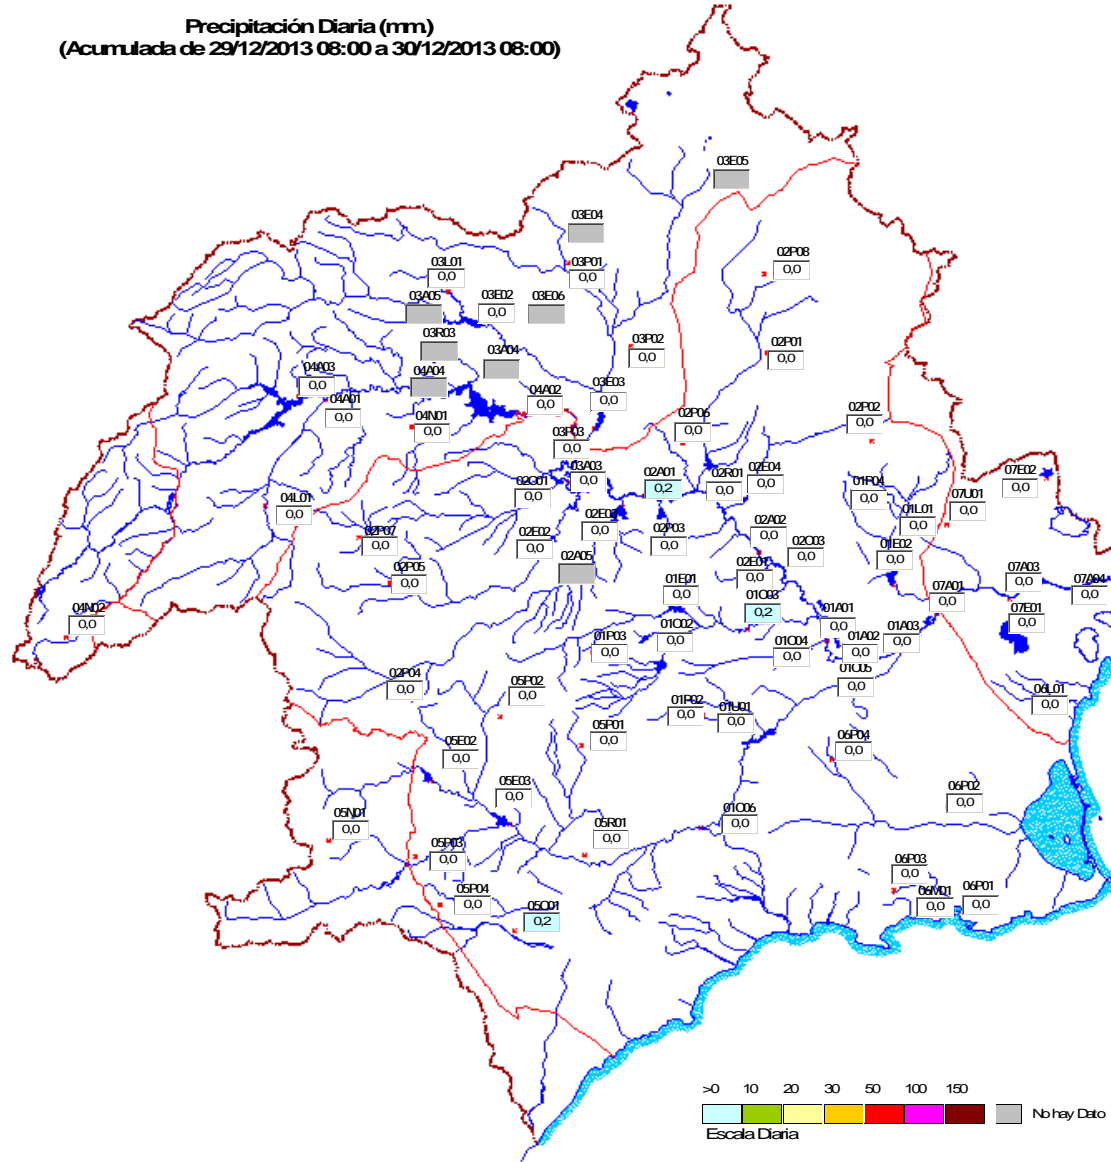 Precipitación Diaria (mm.)
(Acumulada de 29/12/2013 08:00 a 30/12/2013 08:00)
03E05
03E04
03L01
0,0
03P01
0,0
02P08
0,0
03A05
03E02
0,0
03E06
03R03
03A04
03P02
0,0
02P01
0,0
04A03
0,0
04A04
04A01
0,0
04A02
0,0
03E03
0,0
04N01
0,0
02P06
0,0
02P02
0,0
03P03
0,0
03A03
0,0
02A01
0,2
02R01
0,0
02E04
0,0
07E02
0,0
02O01
0,0
01P04
0,0
04L01
0,0
07U01
0,0
01L01
0,0
02P07
0,0
02E02
0,0
02P03
0,0
02A02
0,0
02O03
0,0
01E02
0,0
02A05
02P05
0,0
02E01
0,0
01E01
0,0
07A03
0,0
07A04
0,0
07A01
0,0
04N02
0,0
01O03
0,2
07E01
0,0
01P03
0,0
01O02
0,0
01A01
0,0
01A02
0,0
01A03
0,0
01O04
0,0
01O05
0,0
02P04
0,0
05P02
0,0
06L01
0,0
01P02
0,0
01U01
0,0
05P01
0,0
05E02
0,0
06P04
0,0
05E03
0,0
06P02
0,0
05N01
0,0
05R01
0,0
01O06
0,0
05P03
0,0
06P03
0,0
05P04
0,0
05O01
0,2
06M01
0,0
06P01
0,0
>0 10 20 30 50 100 150
No hay Dato
Escala Diaria